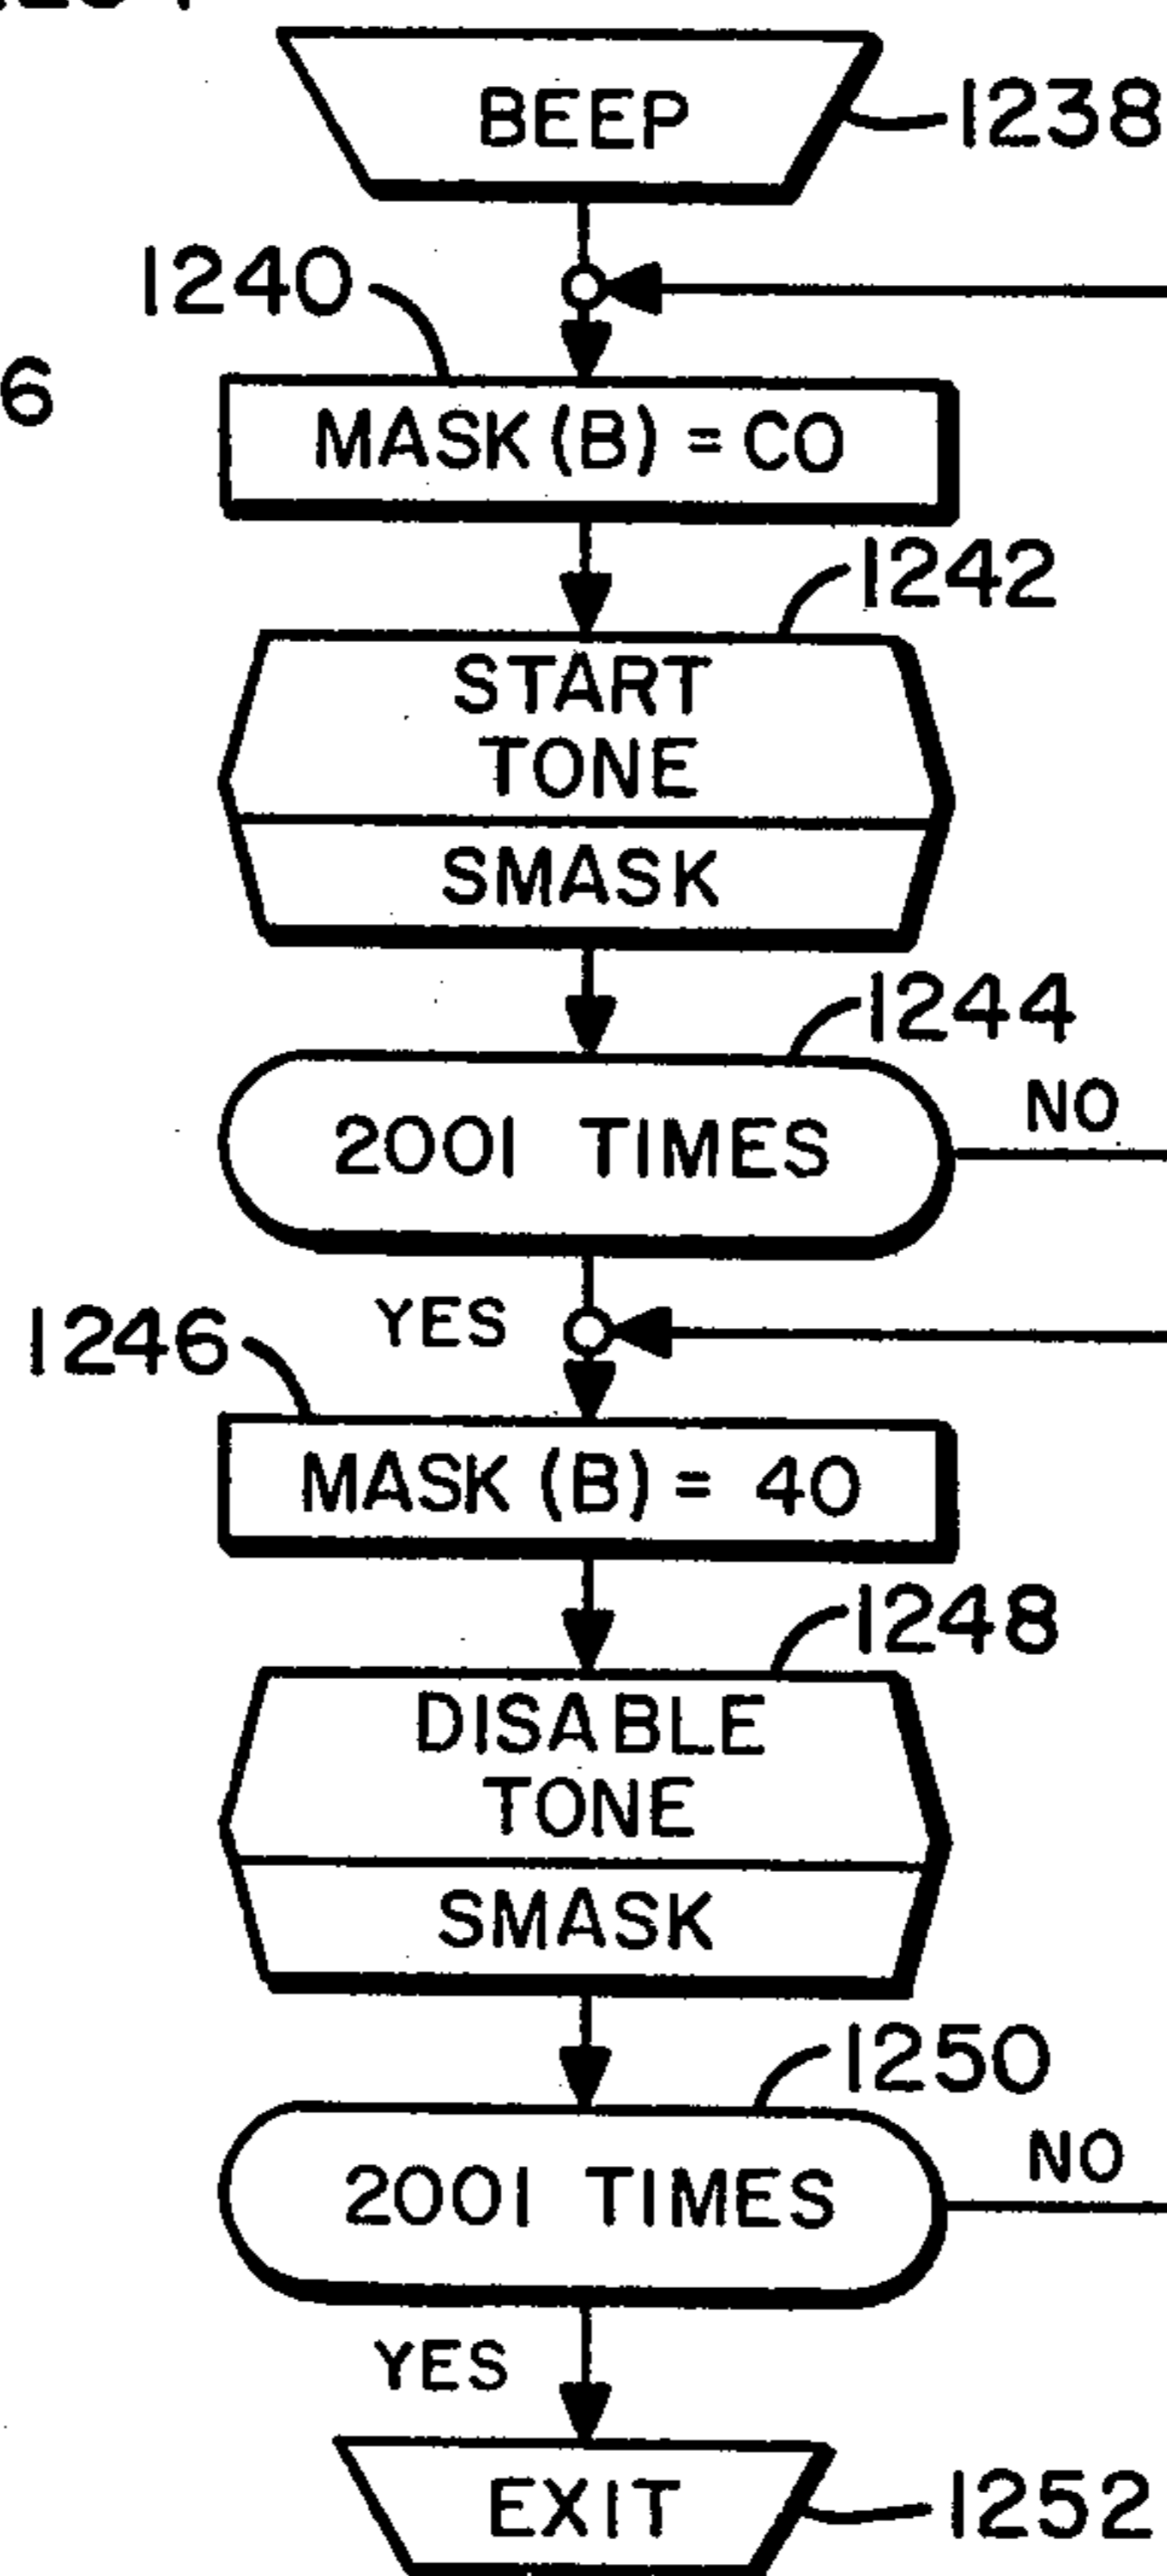 BEEP
1238
1240
6
MASK (B) = CO
1242
START
TONE
SMASK
1244
2001 TIMES
NO
YES
1246
MASK (B) = 40
1248
DISABLE
TONE
SMASK
1250
2001 TIMES
NO
YES
EXIT
1252